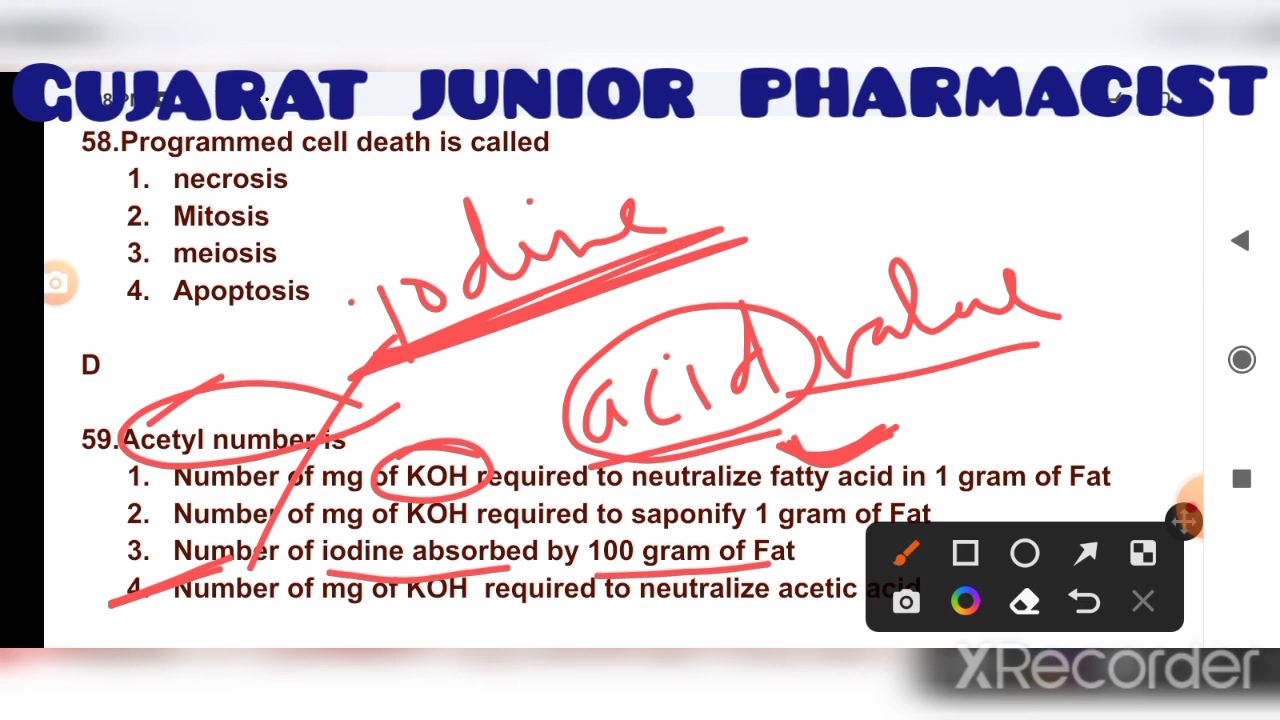 GUJARAT JUNIOR PHARMACIST
58.Programmed cell death is called
1. necrosis
2. Mitosis
3. meiosis
4. Apoptosis
iodine
acid value
D
59.Acetyl number is
1. Number of mg of KOH required to neutralize fatty acid in 1 gram of Fat
2. Number of mg of KOH required to saponify 1 gram of Fat
3. Number of iodine absorbed by 100 gram of Fat
4. Number of mg of KOH required to neutralize acetic acid
XRecorder